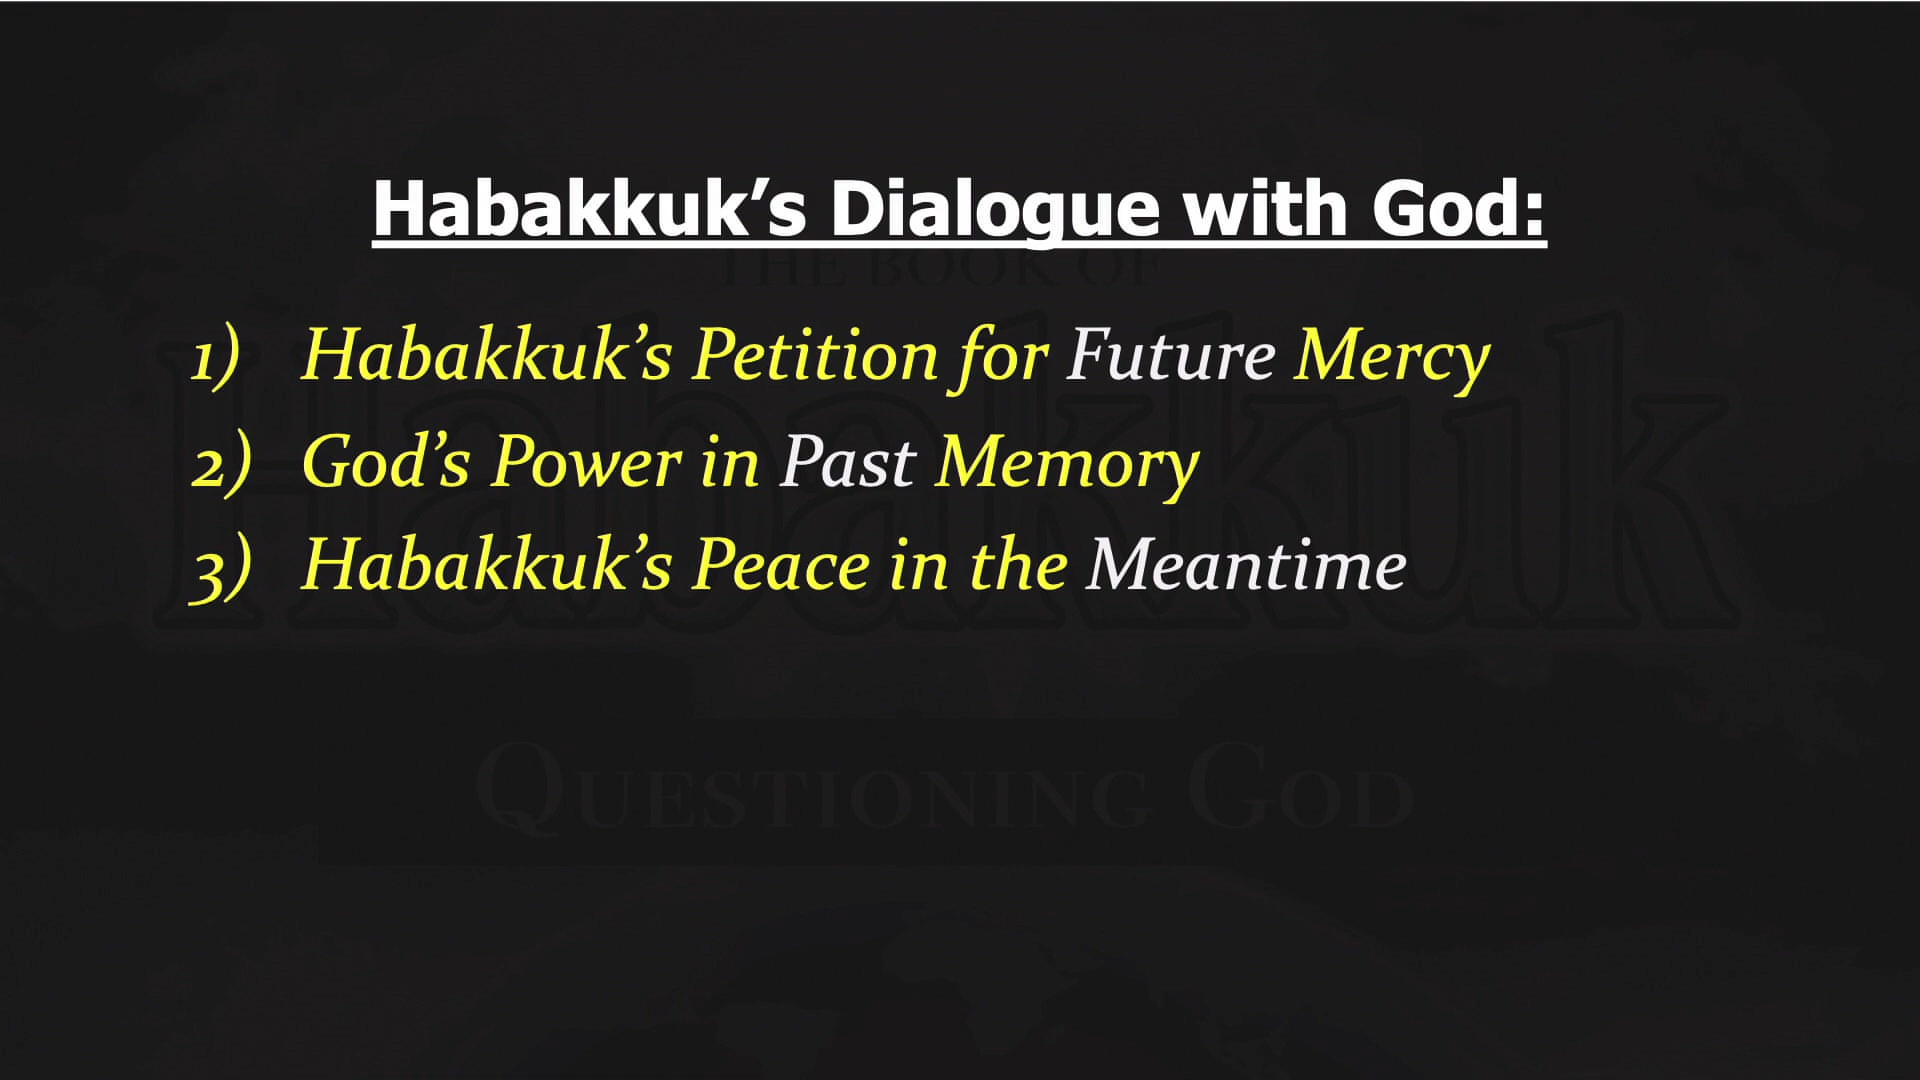 Habakkuk’s Dialogue with God:
THE BOOK OF
1) Habakkuk’s Petition for Future Mercy
2) God’s Power in Past Memory
3) Habakkuk’s Peace in the Meantime
Habakkuk
QUESTIONING GOD